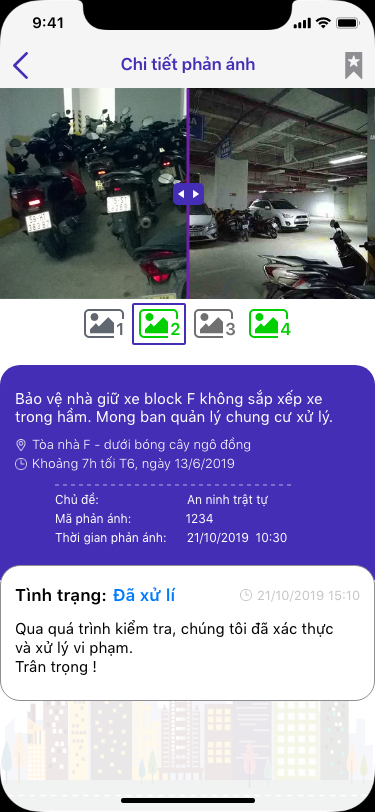 9:41
Chi tiết phản ánh
1
2
3
4
Bảo vệ nhà giữ xe block F không sắp xếp xe
trong hầm. Mong ban quản lý chung cư xử lý.
Tòa nhà F - dưới bóng cây ngô đồng
Khoảng 7h tối T6, ngày 13/6/2019
Chủ đề: An ninh trật tự
Mã phản ánh: 1234
Thời gian phản ánh: 21/10/2019 10:30
Tình trạng: Đã xử lí 21/10/2019 15:10
Qua quá trình kiểm tra, chúng tôi đã xác thực
và xử lý vi phạm.
Trân trọng !